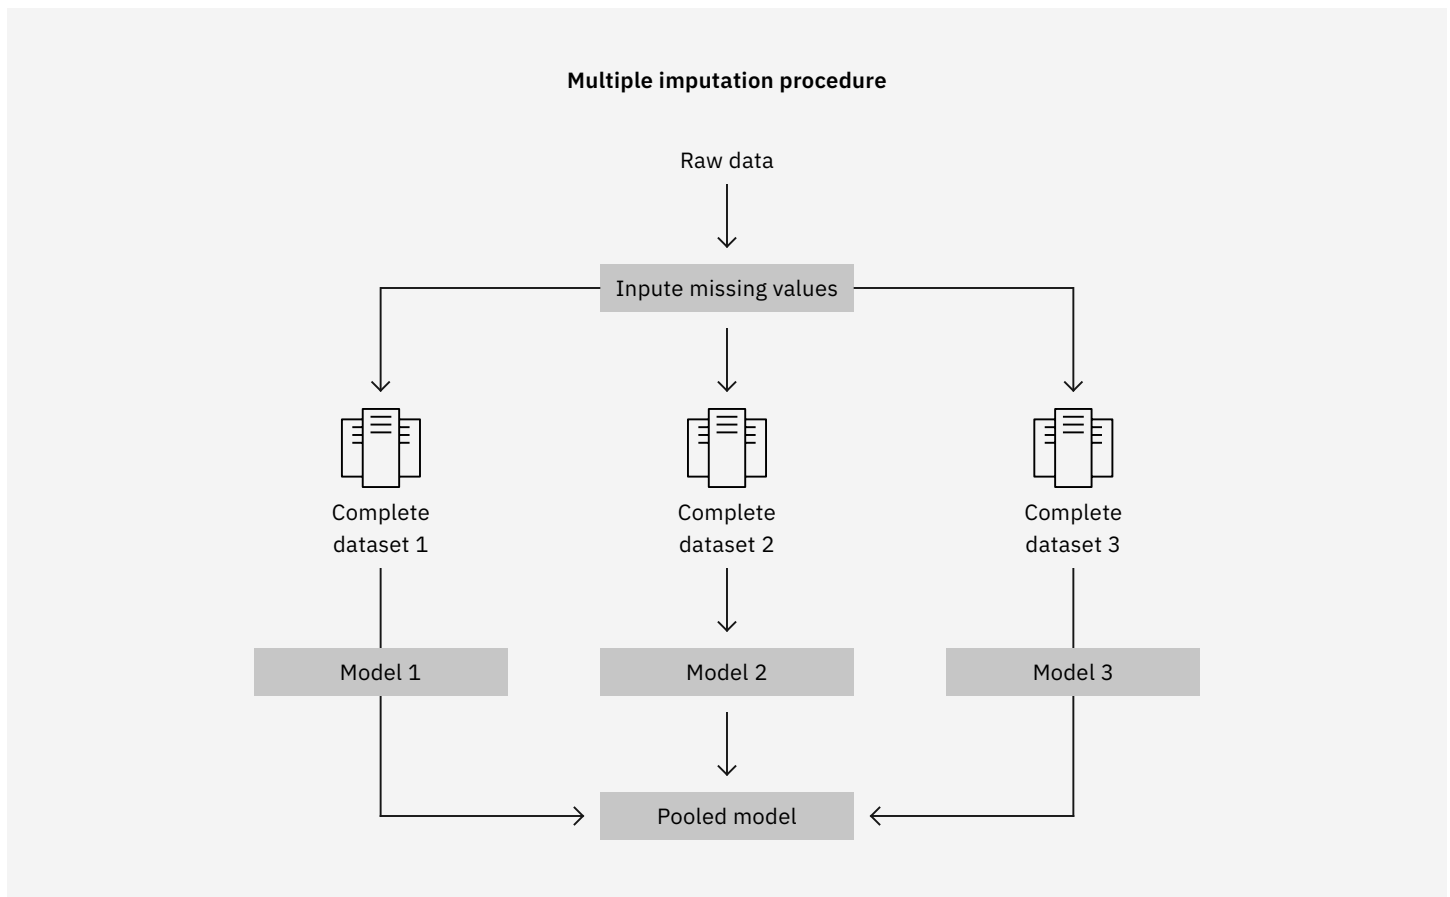 Multiple imputation procedure
Raw data
Inpute missing values
Complete
dataset 1
Complete
dataset 2
Complete
dataset 3
Model 1
Model 2
Model 3
Pooled model